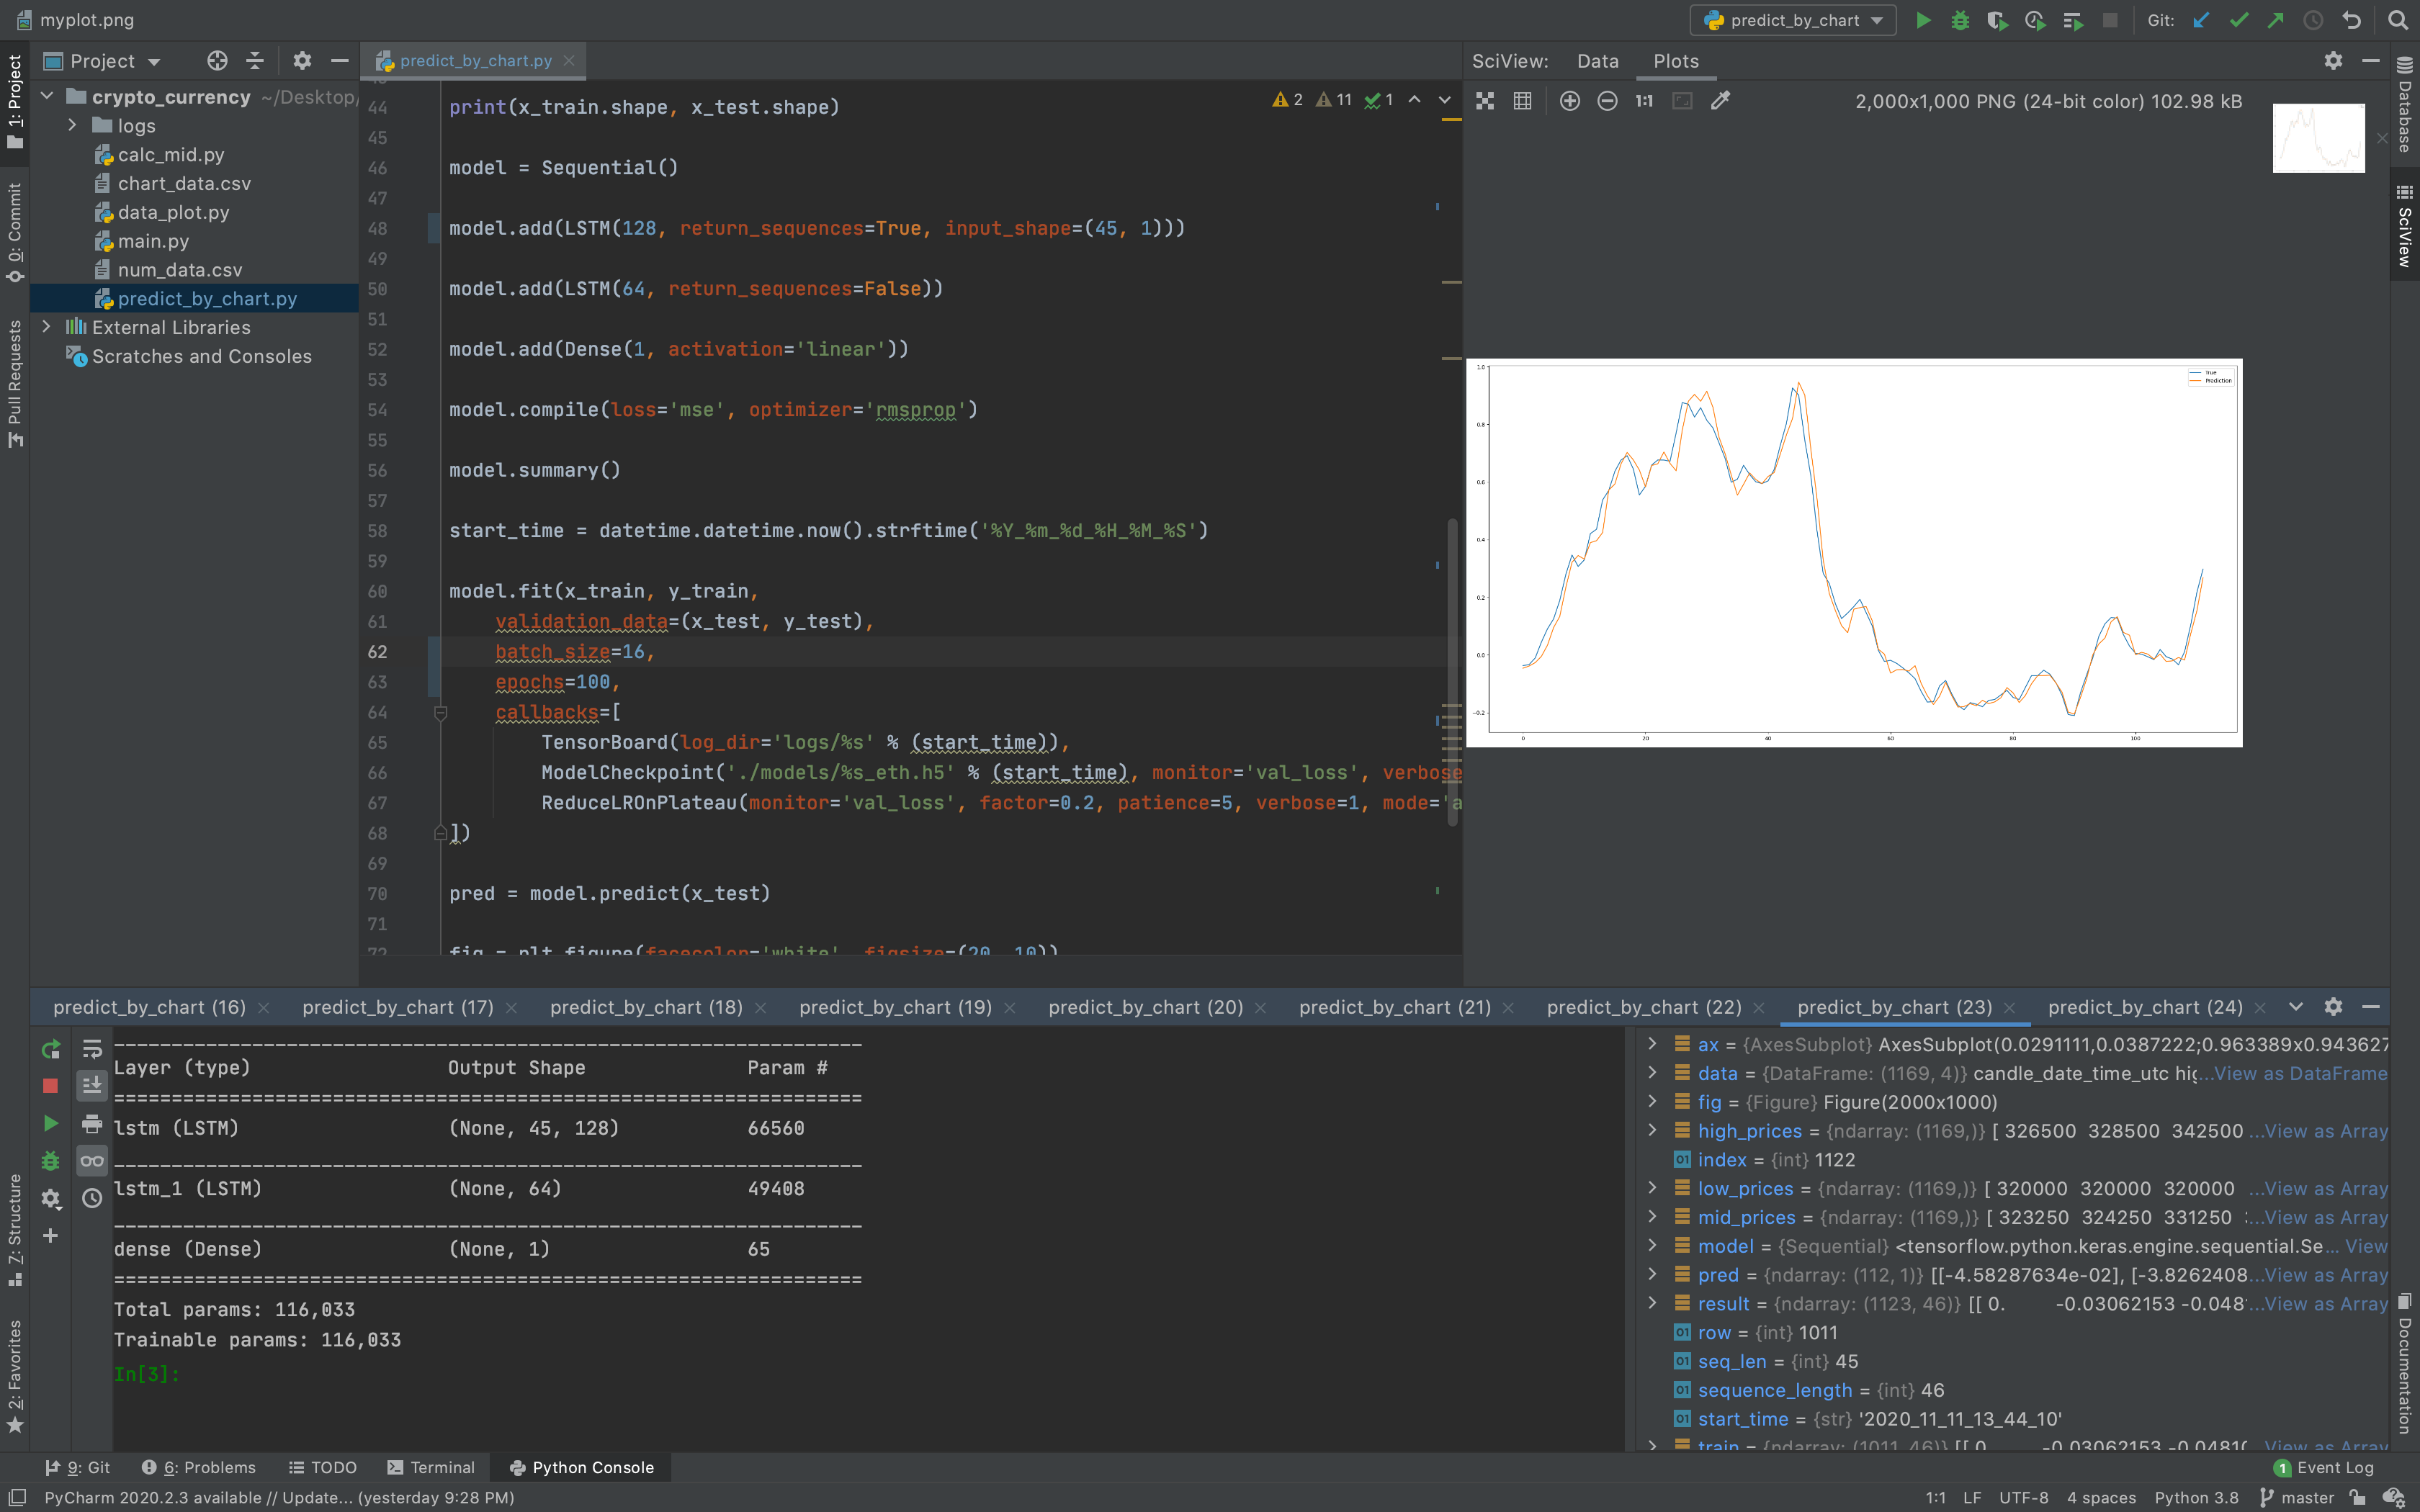 myplot.png
predict_by_chart
Git:
Project
predict_by_chart.py
SciView:
Data
Plots
1: Project
0: Commit
Pull Requests
crypto_currency ~/Desktop/
logs
calc_mid.py
chart_data.csv
data_plot.py
main.py
num_data.csv
predict_by_chart.py
External Libraries
Scratches and Consoles
2 11 1
44 print(x_train.shape, x_test.shape)
45
46 model = Sequential()
47
48 model.add(LSTM(128, return_sequences=True, input_shape=(45, 1)))
49
50 model.add(LSTM(64, return_sequences=False))
51
52 model.add(Dense(1, activation='linear'))
53
54 model.compile(loss='mse', optimizer='rmsprop')
55
56 model.summary()
57
58 start_time = datetime.datetime.now().strftime('%Y_%m_%d_%H_%M_%S')
59
60 model.fit(x_train, y_train,
61 validation_data=(x_test, y_test),
62 batch_size=16,
63 epochs=100,
64 callbacks=[
65 TensorBoard(log_dir='logs/%s' % (start_time)),
66 ModelCheckpoint('./models/%s_eth.h5' % (start_time), monitor='val_loss', verbose
67 ReduceLROnPlateau(monitor='val_loss', factor=0.2, patience=5, verbose=1, mode='a
68 ])
69
70 pred = model.predict(x_test)
71
72 fig = plt.figure(facecolor='white', figsize=(20, 10))
1:1
2,000x1,000 PNG (24-bit color) 102.98 kB
True
Prediction
1.0
0.8
0.6
0.4
0.2
0.0
-0.2
0 20 40 60 80 100
Database
SciView
Documentation
predict_by_chart (16)
predict_by_chart (17)
predict_by_chart (18)
predict_by_chart (19)
predict_by_chart (20)
predict_by_chart (21)
predict_by_chart (22)
predict_by_chart (23)
predict_by_chart (24)
Layer (type) Output Shape Param #
=================================================================
lstm (LSTM) (None, 45, 128) 66560
lstm_1 (LSTM) (None, 64) 49408
dense (Dense) (None, 1) 65
=================================================================
Total params: 116,033
Trainable params: 116,033
In[3]:
ax = {AxesSubplot} AxesSubplot(0.0291111,0.0387222;0.963389x0.943627
data = {DataFrame: (1169, 4)} candle_date_time_utc hig...View as DataFrame
fig = {Figure} Figure(2000x1000)
high_prices = {ndarray: (1169,)} [ 326500 328500 342500 ...View as Array
index = {int} 1122
low_prices = {ndarray: (1169,)} [ 320000 320000 320000 ...View as Array
mid_prices = {ndarray: (1169,)} [ 323250 324250 331250 ...View as Array
model = {Sequential} <tensorflow.python.keras.engine.sequential.Se... View
pred = {ndarray: (112, 1)} [[-4.58287634e-02], [-3.8262408...View as Array
result = {ndarray: (1123, 46)} [[ 0. -0.03062153 -0.048...View as Array
row = {int} 1011
seq_len = {int} 45
sequence_length = {int} 46
start_time = {str} '2020_11_11_13_44_10'
train = {ndarray: (1011, 46)} [[ 0. -0.03062153 -0.0481...View as Array
Z: Structure
2: Favorites
9: Git
6: Problems
TODO
Terminal
Python Console
1 Event Log
PyCharm 2020.2.3 available // Update... (yesterday 9:28 PM)
1:1 LF UTF-8 4 spaces Python 3.8 master